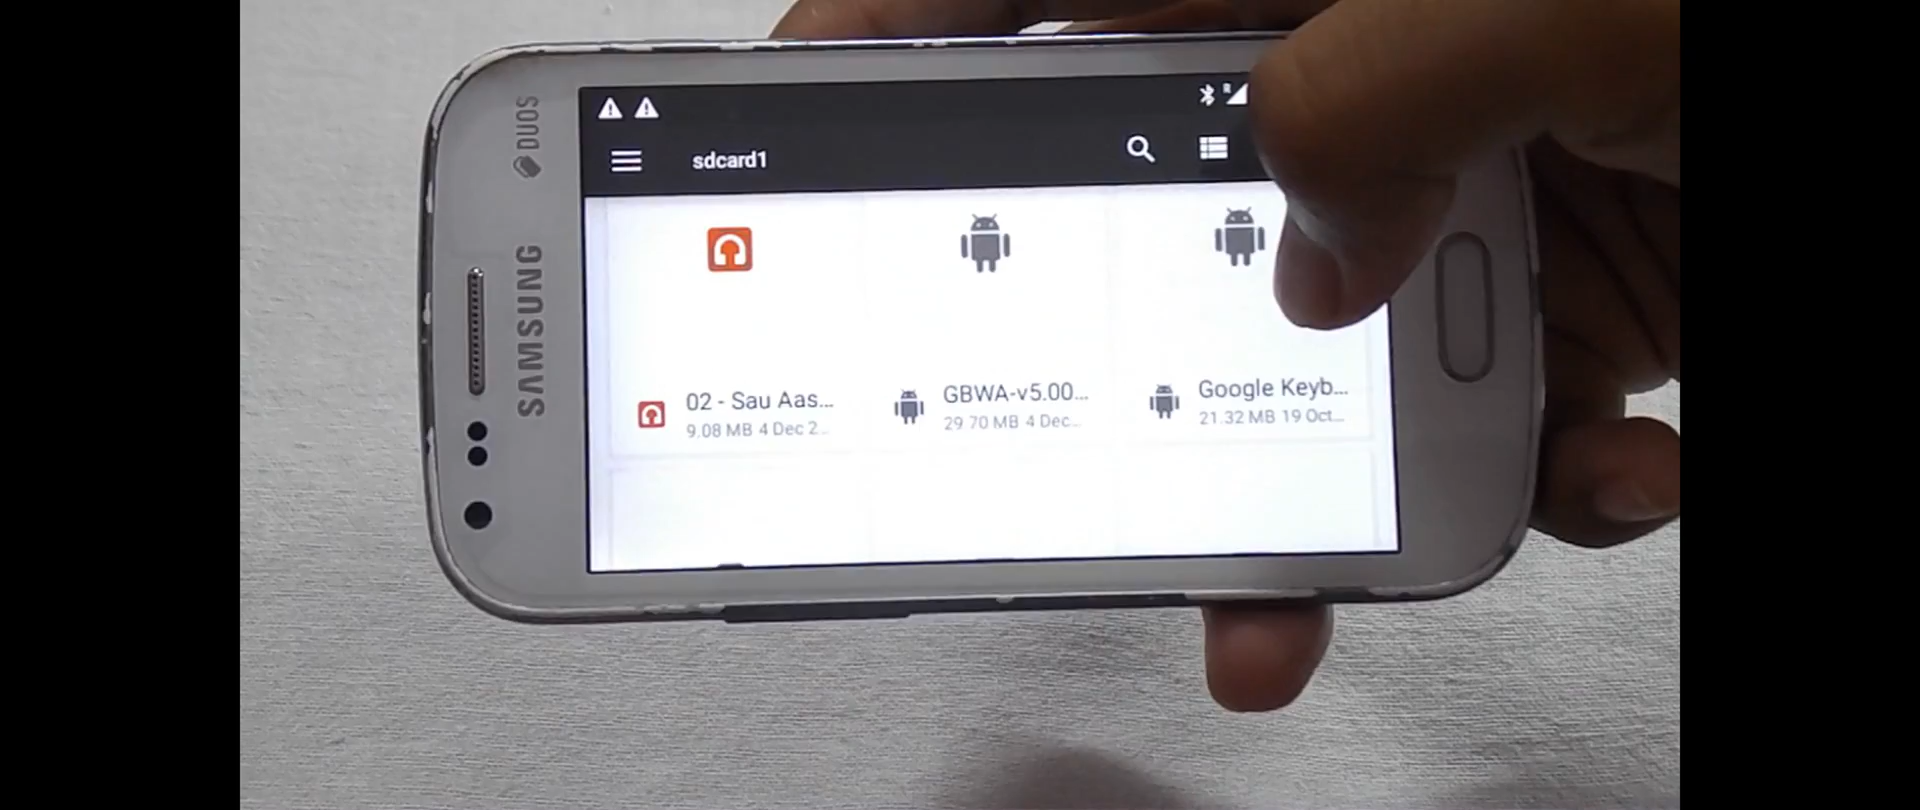 DUOS
SAMSUNG
R
sdcard1
02 - Sau Aas...
9.08 MB 4 Dec 2...
GBWA-v5.00...
29.70 MB 4 Dec...
Google Keyb...
21.32 MB 19 Oct...